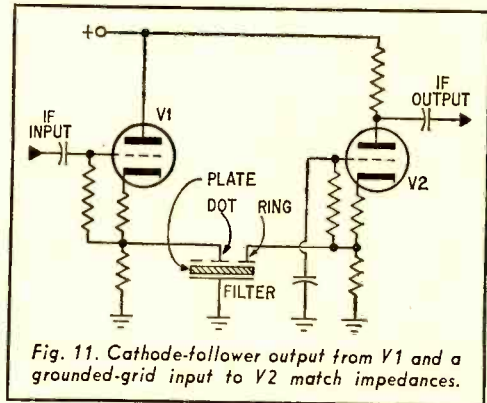 +
IF
INPUT
V1
IF
OUTPUT
V2
PLATE
DOT
RING
FILTER
Fig. 11. Cathode-follower output from V1 and a
grounded-grid input to V2 match impedances.